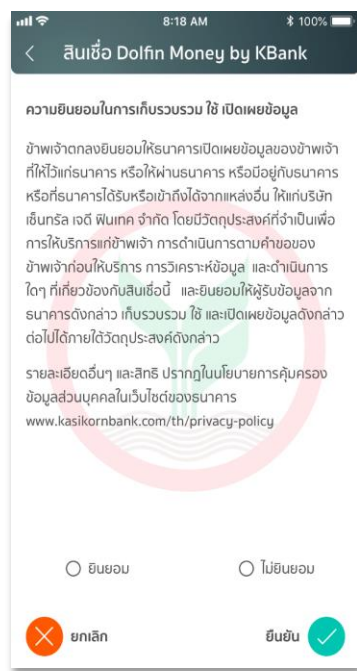 8:18 AM
100%
สินเชื่อ Dolfin Money by KBank
ความยินยอมในการเก็บรวบรวม ใช้ เปิดเผยข้อมูล
ข้าพเจ้าตกลงยินยอมให้ธนาคารเปิดเผยข้อมูลของข้าพเจ้า
ที่ให้ไว้แก่ธนาคาร หรือให้ผ่านธนาคาร หรือมีอยู่กับธนาคาร
หรือที่ธนาคารได้รับหรือเข้าถึงได้จากแหล่งอื่น ให้แก่บริษัท
เซ็นทรัล เจดี ฟินเทค จำกัด โดยมีวัตถุประสงค์ที่จำเป็นเพื่อ
การให้บริการแก่ข้าพเจ้า การดำเนินการตามคำขอของ
ข้าพเจ้าก่อนให้บริการ การวิเคราะห์ข้อมูล และดำเนินการ
ใดๆ ที่เกี่ยวข้องกับสินเชื่อนี้ และยินยอมให้ผู้รับข้อมูลจาก
ธนาคารดังกล่าว เก็บรวบรวม ใช้ และเปิดเผยข้อมูลดังกล่าว
ต่อไปได้ภายใต้วัตถุประสงค์ดังกล่าว
รายละเอียดอื่นๆ และสิทธิ ปรากฏในนโยบายการคุ้มครอง
ข้อมูลส่วนบุคคลในเว็บไซต์ของธนาคาร
www.kasikornbank.com/th/privacy-policy
ยินยอม
ไม่ยินยอม
ยกเลิก
ยืนยัน